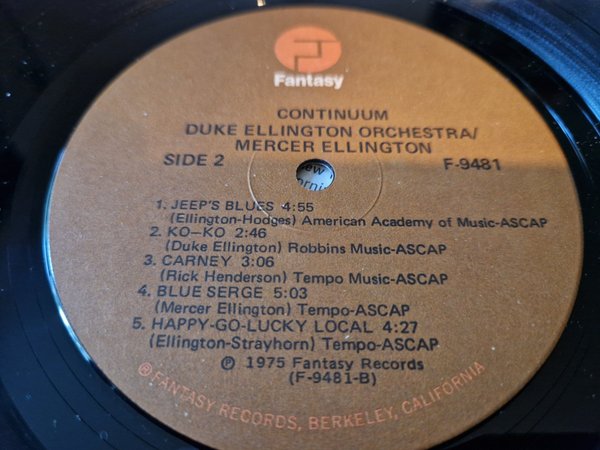 Fantasy
CONTINUUM
DUKE ELLINGTON ORCHESTRA/
MERCER ELLINGTON
SIDE 2 F-9481
1. JEEP'S BLUES 4:55
(Ellington-Hodges) American Academy of Music-ASCAP
2. KO-KO 2:46
(Duke Ellington) Robbins Music-ASCAP
3. CARNEY 3:06
(Rick Henderson) Tempo Music-ASCAP
4. BLUE SERGE 5:03
(Mercer Ellington) Tempo-ASCAP
5. HAPPY-GO-LUCKY LOCAL 4:27
(Ellington-Strayhorn) Tempo-ASCAP
℗ 1975 Fantasy Records
(F-9481-B)
® FANTASY RECORDS, BERKELEY, CALIFORNIA